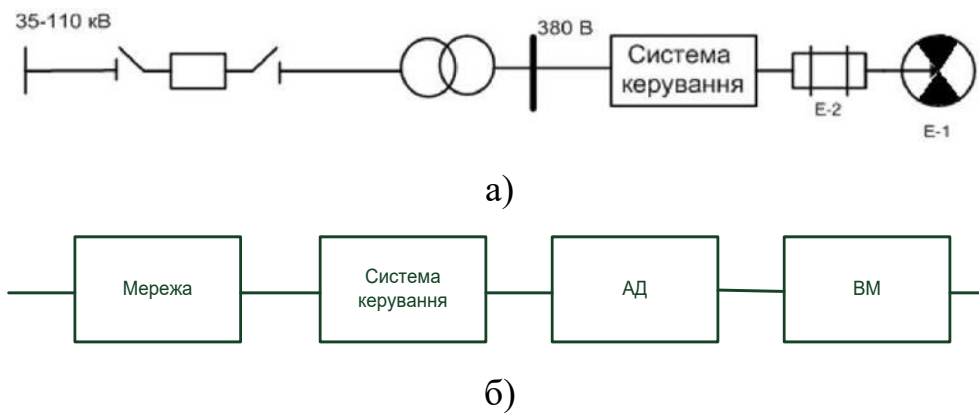 35-110 кВ
380 В
Система
керування
E-2
E-1
а)
Мережа
Система
керування
АД
ВМ
б)